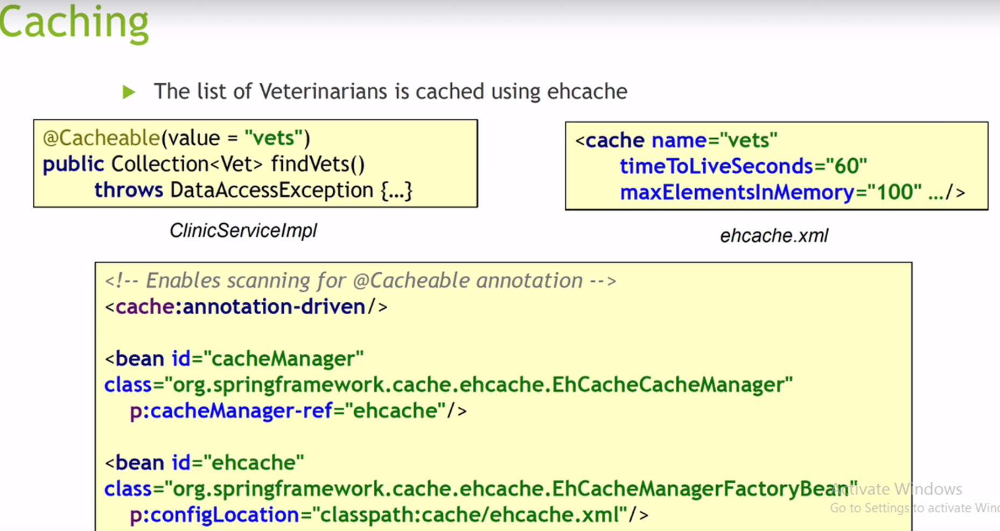 Caching
► The list of Veterinarians is cached using ehcache
@Cacheable(value = "vets")
public Collection<Vet> findVets()
throws DataAccessException {…}
ClinicServiceImpl
<cache name="vets"
timeToLiveSeconds="60"
maxElementsInMemory="100" …/>
ehcache.xml
<!-- Enables scanning for @Cacheable annotation -->
<cache:annotation-driven/>
<bean id="cacheManager"
class="org.springframework.cache.ehcache.EhCacheCacheManager"
p:cacheManager-ref="ehcache"/>
<bean id="ehcache"
class="org.springframework.cache.ehcache.EhCacheManagerFactoryBean"
p:configLocation="classpath:cache/ehcache.xml"/>
Activate Windows
Go to Settings to activate Winc